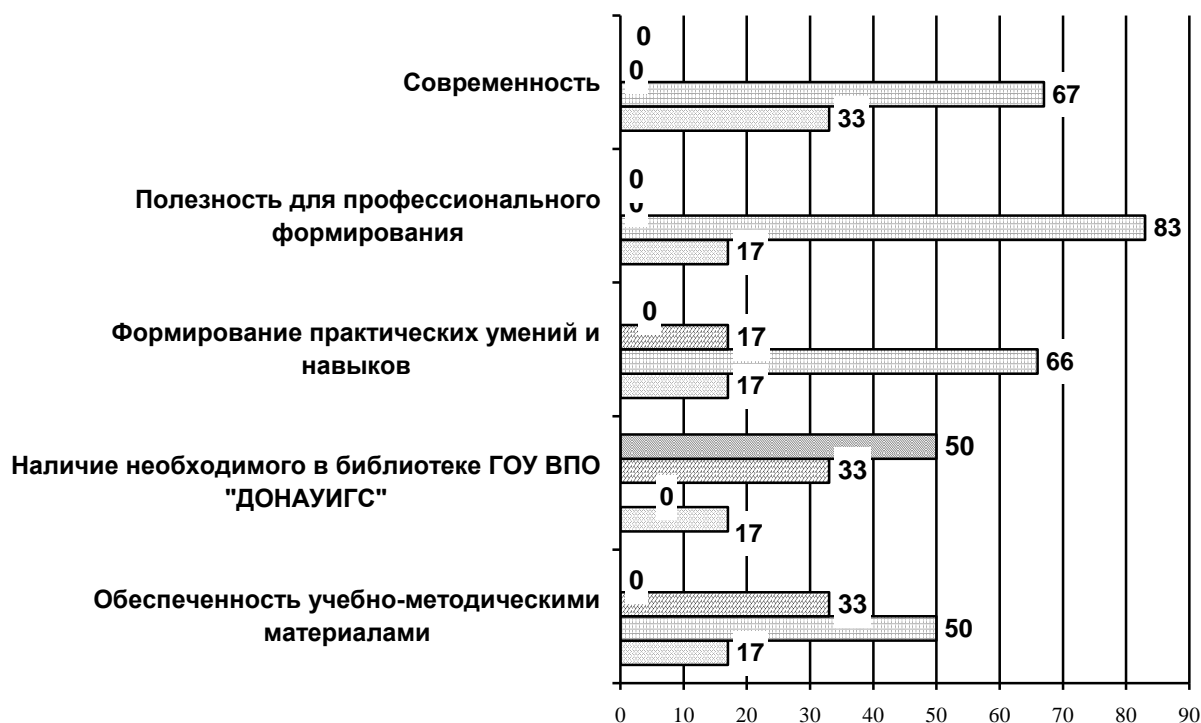 0
0
Современность
67
33
0
0
Полезность для профессионального
формирования
83
17
0
17
Формирование практических умений и
навыков
66
17
50
Наличие необходимого в библиотеке ГОУ ВПО
"ДОНАУИГС"
33
0
17
0
Обеспеченность учебно-методическими
материалами
33
50
17
0 10 20 30 40 50 60 70 80 90